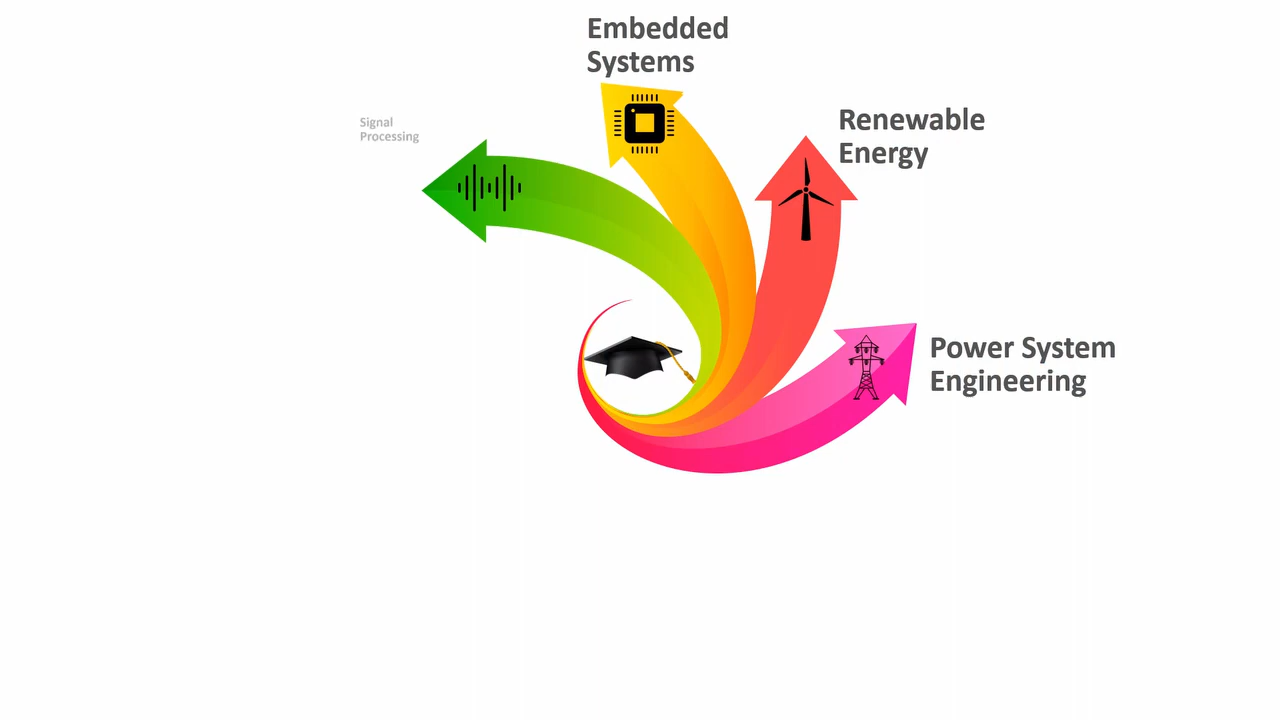 Embedded
Systems
Signal
Processing
Renewable
Energy
Power System
Engineering